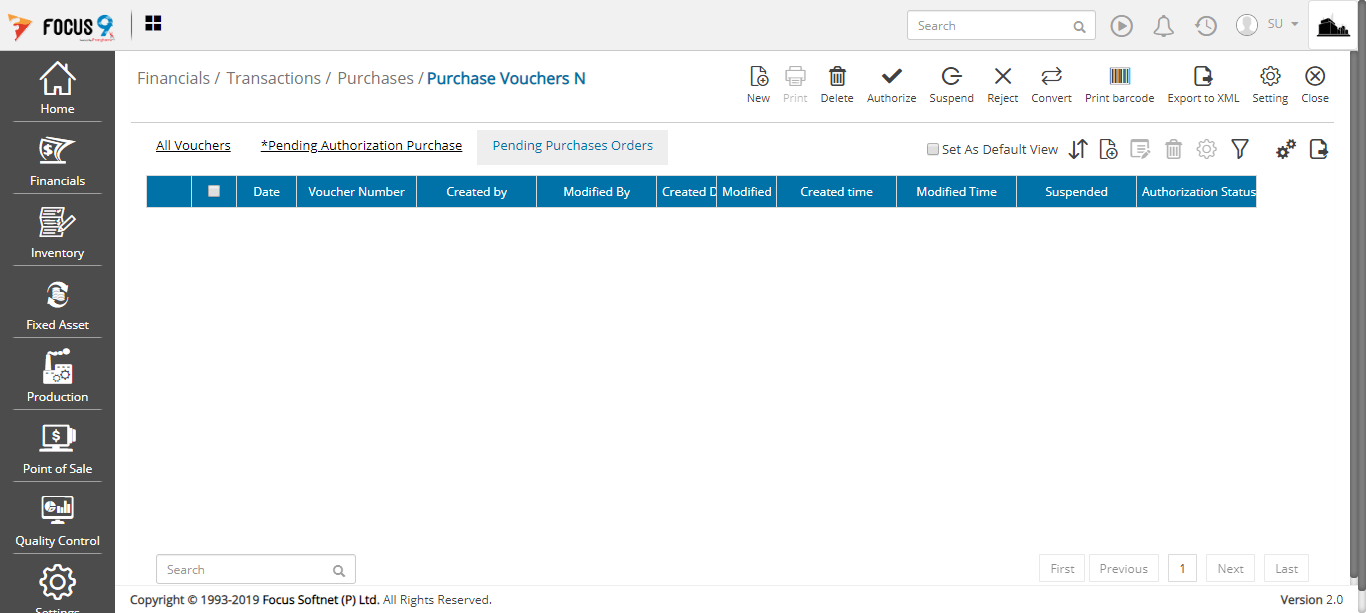 FOCUS 9
Search
SU
Home
Financials
Inventory
Fixed Asset
Production
Point of Sale
Quality Control
Settings
Financials / Transactions / Purchases / Purchase Vouchers N
New
Print
Delete
Authorize
Suspend
Reject
Convert
Print barcode
Export to XML
Setting
Close
All Vouchers
*Pending Authorization Purchase
Pending Purchases Orders
Set As Default View
Date
Voucher Number
Created by
Modified By
Created D
Modified
Created time
Modified Time
Suspended
Authorization Status
Search
First
Previous
1
Next
Last
Copyright © 1993-2019 Focus Softnet (P) Ltd. All Rights Reserved.
Version 2.0